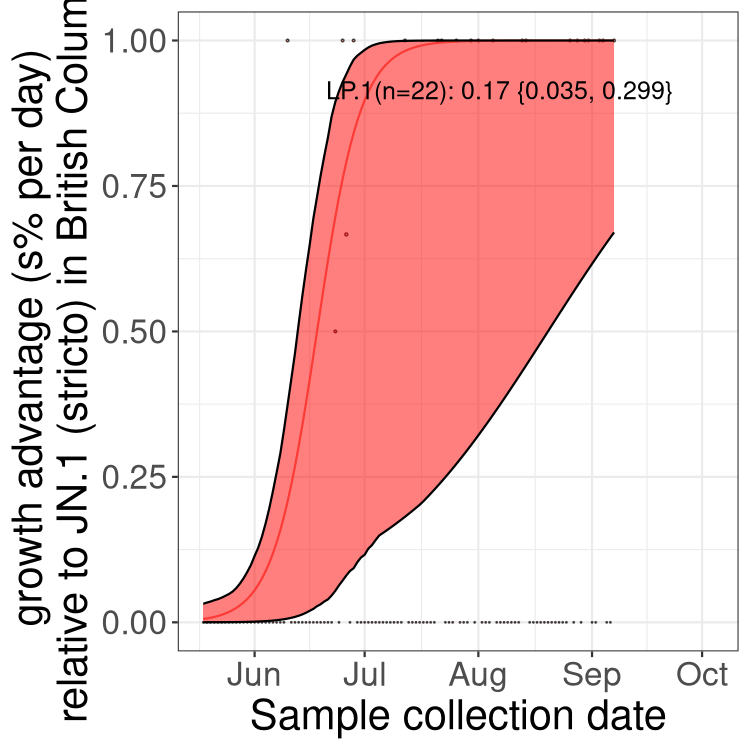 growth advantage (s% per day)
relative to JN.1 (stricto) in British Colum
1.00
0.75
0.50
0.25
0.00
LP.1(n=22): 0.17 {0.035, 0.299}
Jun Jul Aug Sep Oct
Sample collection date